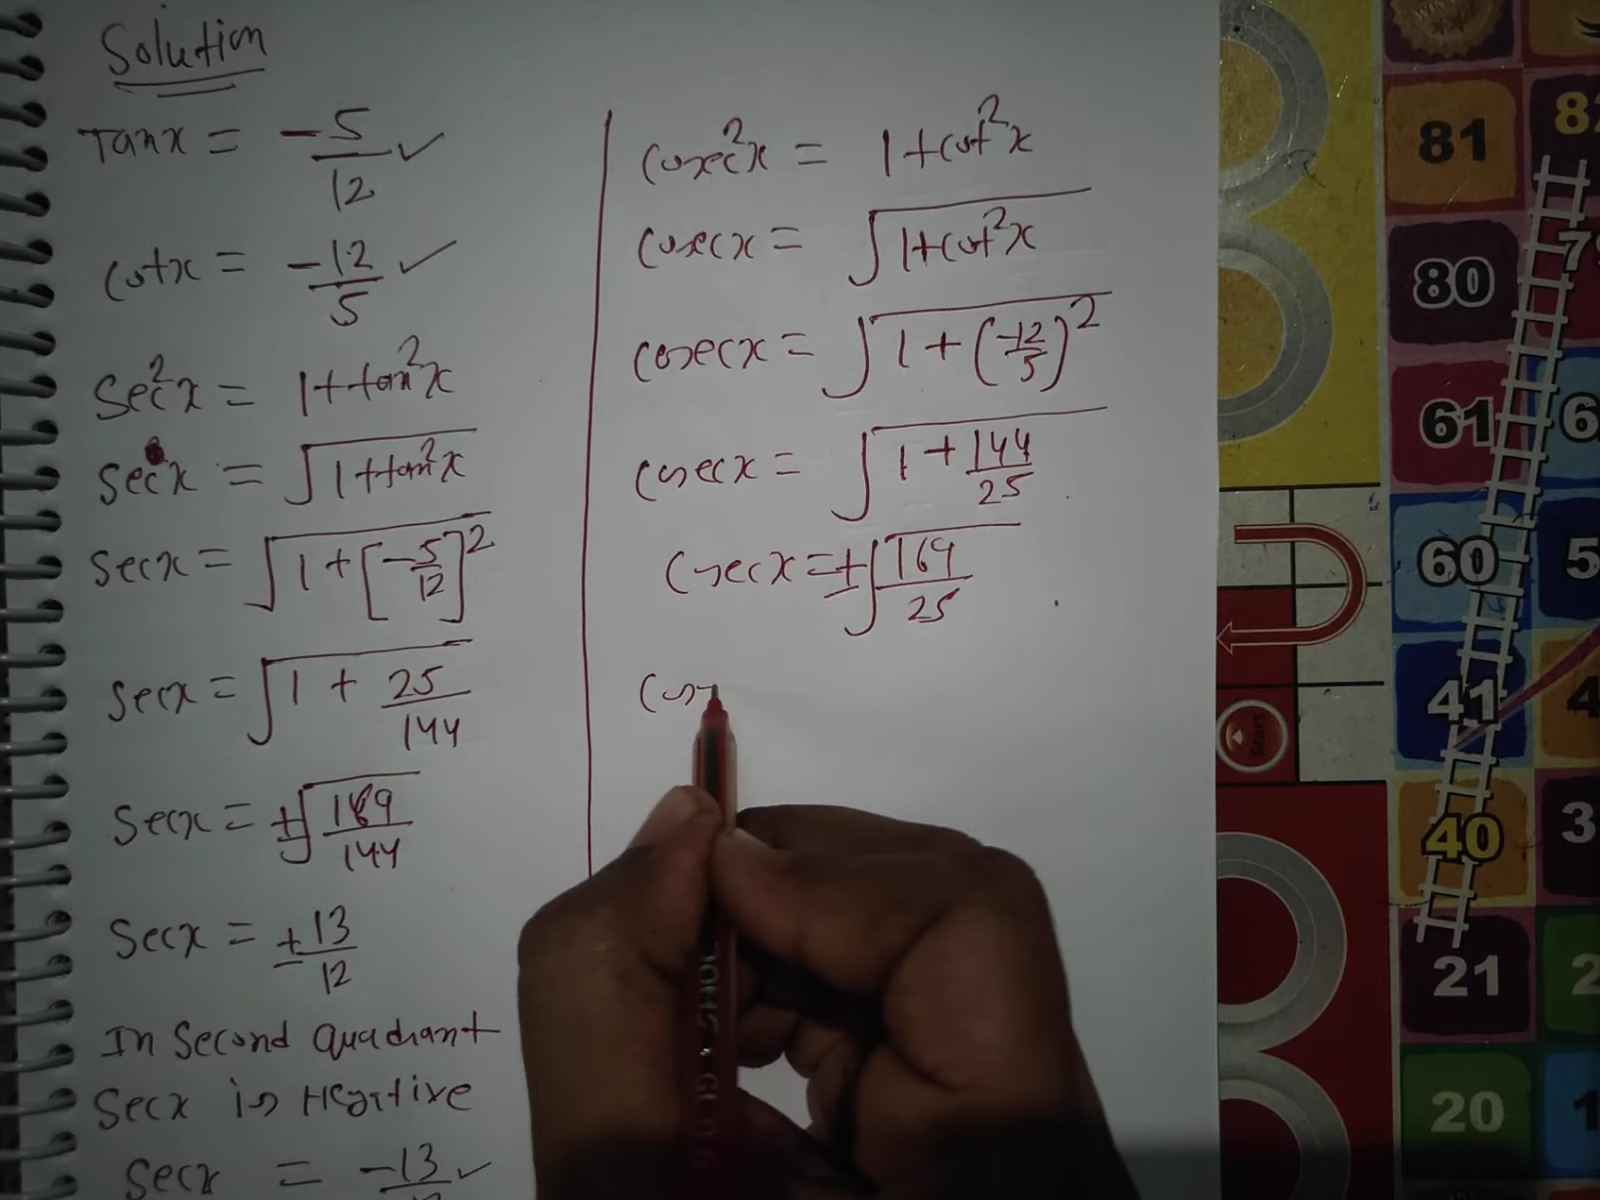 Solution
Tanx = -5/12 ✓
cotx = -12/5 ✓
Sec²x = 1+tan²x
Secx = √1+tan²x
Secx = √1+[-5/12]²
Secx = √1+25/144
Secx = ±√169/144
Secx = ±13/12
In Second Quadrant
Secx is Negative
Secx = -13 ✓
Cosec²x = 1+cot²x
Cosecx = √1+cot²x
Cosecx = √1+(-12/5)²
Cosecx = √1+144/25
Cosecx = ±√169/25
81
80
61
60
41
40
21
20
Start